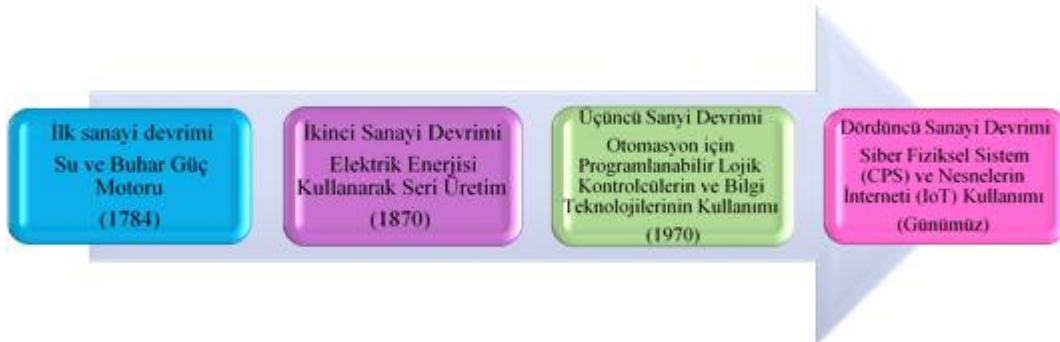 İlk sanayi devrimi
Su ve Buhar Güç
Motoru
(1784)
İkinci Sanayi Devrimi
Elektrik Enerjisi
Kullanarak Seri Üretim
(1870)
Üçüncü Sanyi Devrimi
Otomasyon için
Programlanabilir Lojik
Kontrolcülerin ve Bilgi
Teknolojilerinin Kullanımı
(1970)
Dördüncü Sanayi Devrimi
Siber Fiziksel Sistem
(CPS) ve Nesnelerin
İnterneti (IoT) Kullanımı
(Günümüz)